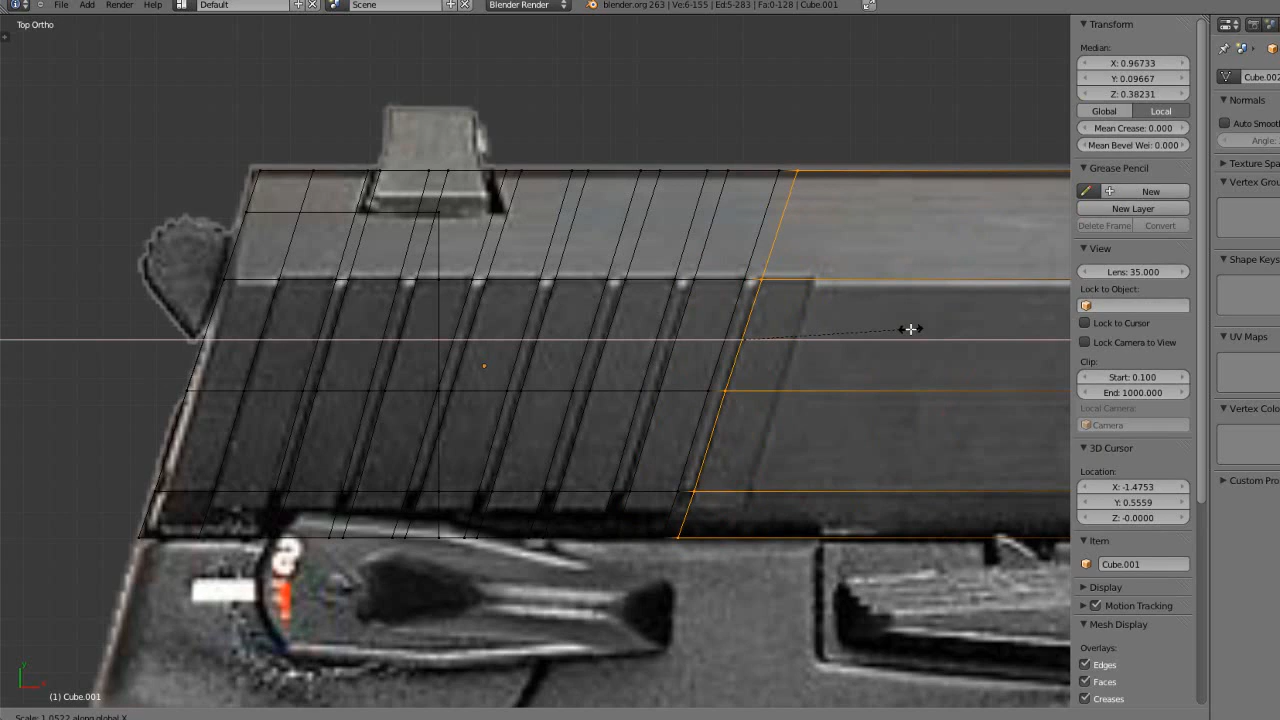 File Add Render Help Default Scene Blender Render blender.org 263 | Ve:6-155 | Ed:5-283 | Fa:0-128 | Cube.001
Top Ortho
Transform
Median:
X: 0.96733
Y: 0.09667
Z: 0.38231
Global Local
Mean Crease: 0.000
Mean Bevel Wei: 0.000
Grease Pencil
New
New Layer
Delete Frame Convert
View
Lens: 35.000
Lock to Object:
Lock to Cursor
Lock Camera to View
Clip:
Start: 0.100
End: 1000.000
Local Camera:
Camera
3D Cursor
Location:
X: -1.4753
Y: 0.5559
Z: -0.0000
Item
Cube.001
Display
Motion Tracking
Mesh Display
Overlays:
Edges
Faces
Creases
Cube.002
Normals
Auto Smoot
Angle:
Texture Spa
Vertex Grou
Shape Keys
UV Maps
Vertex Colo
Custom Pro
S
(1) Cube.001
Scale: 1.0522 along global X